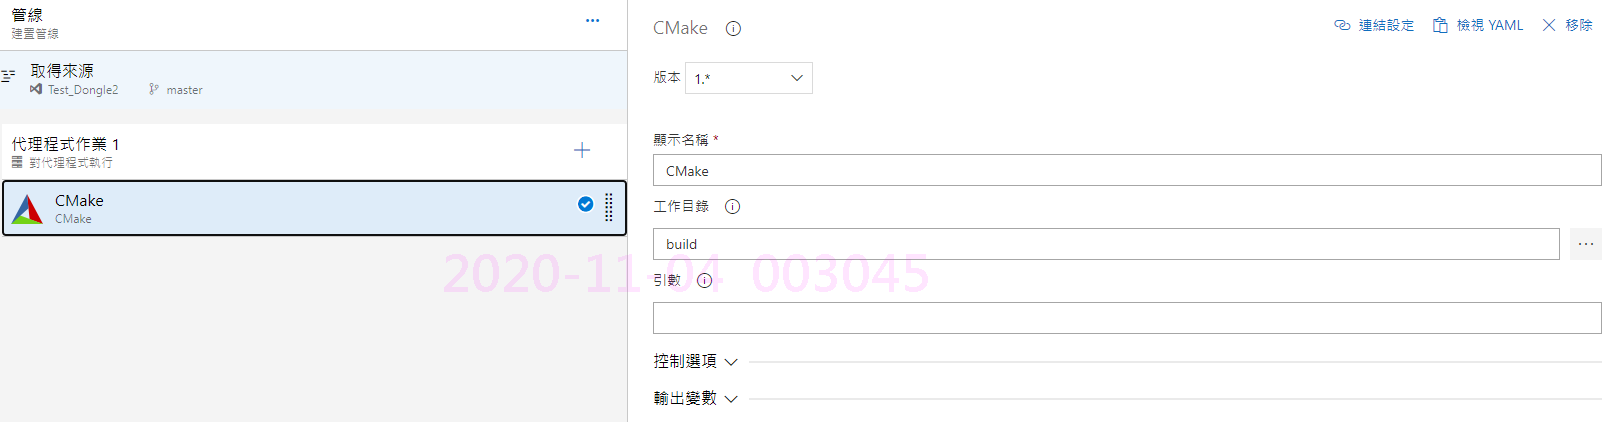 管線
建置管線
取得來源
Test_Dongle2 master
代理程式作業 1
對代理程式執行
CMake
CMake
CMake
連結設定 檢視 YAML 移除
版本 1.*
顯示名稱 *
CMake
工作目錄
build
引數
控制選項
輸出變數
2020-11-04 003045